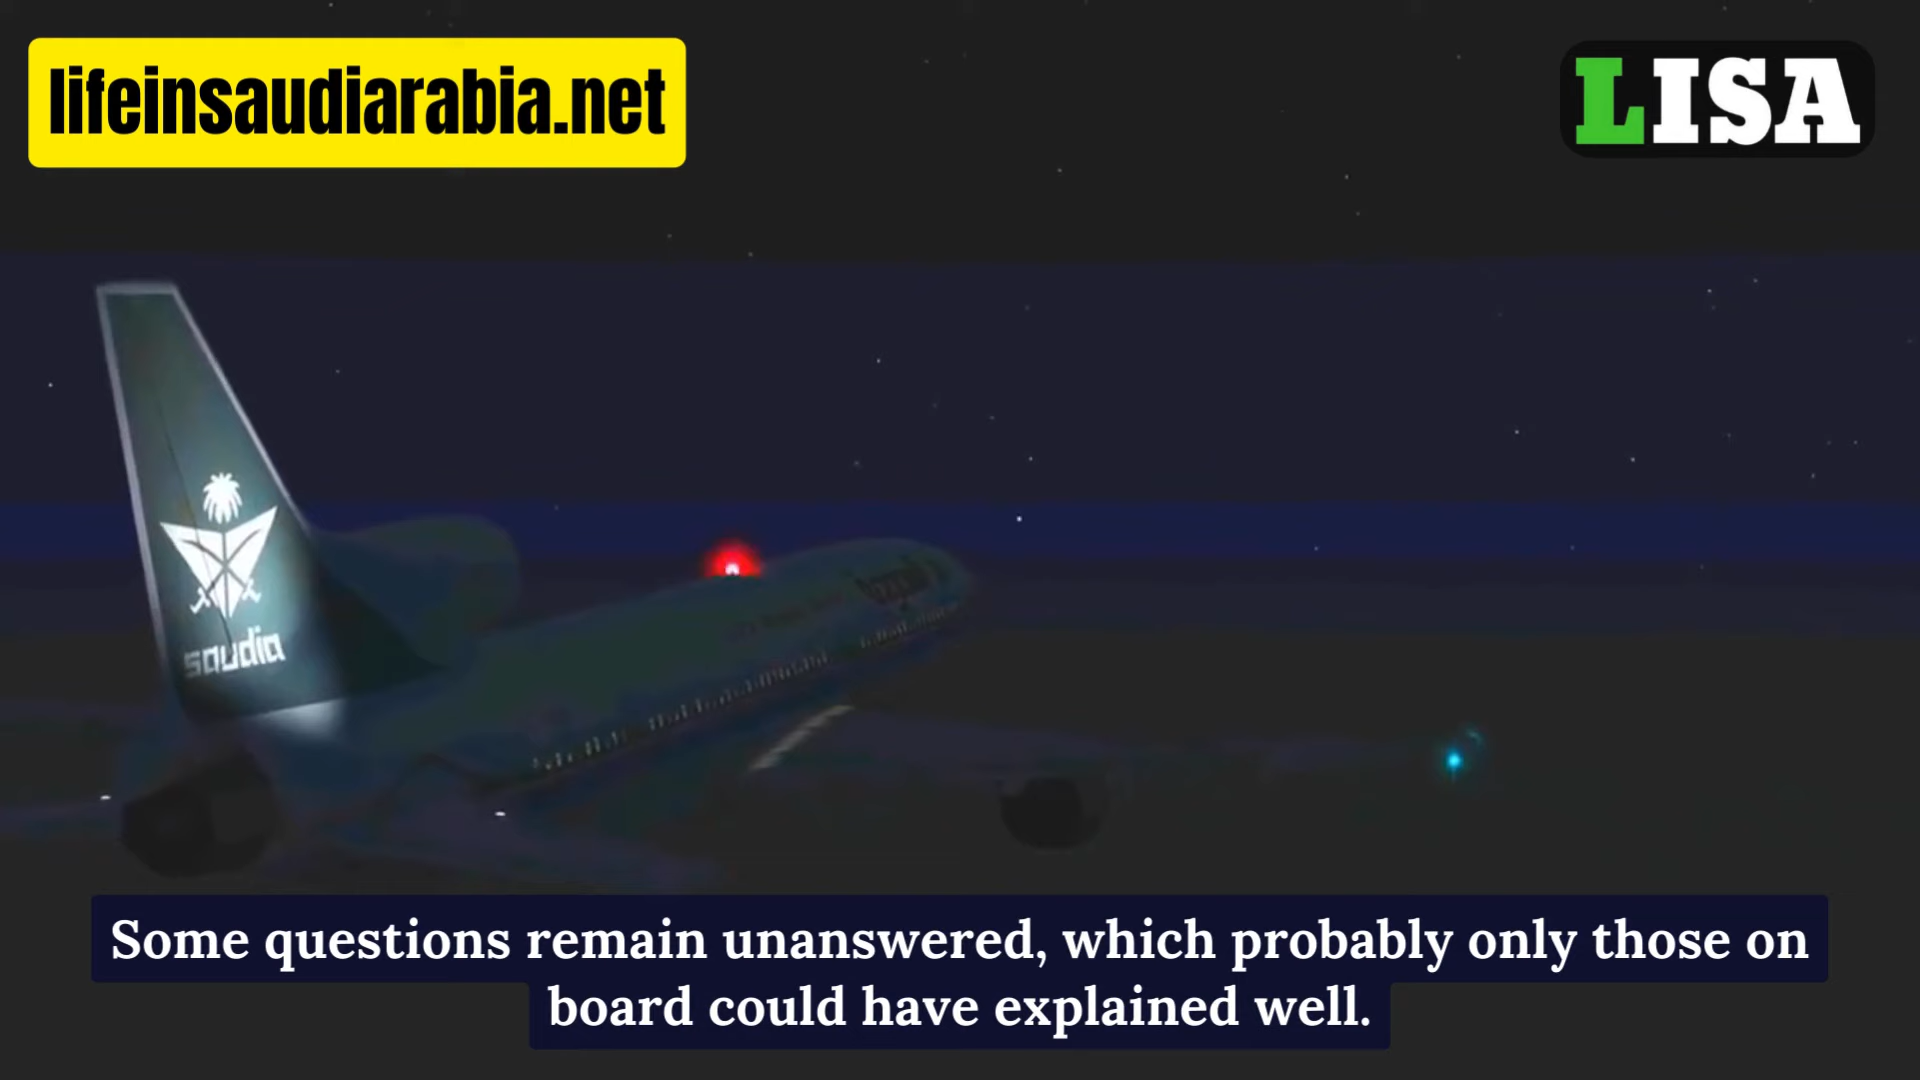 lifeinsaudiarabia.net
LISA
saudia
Some questions remain unanswered, which probably only those on
board could have explained well.